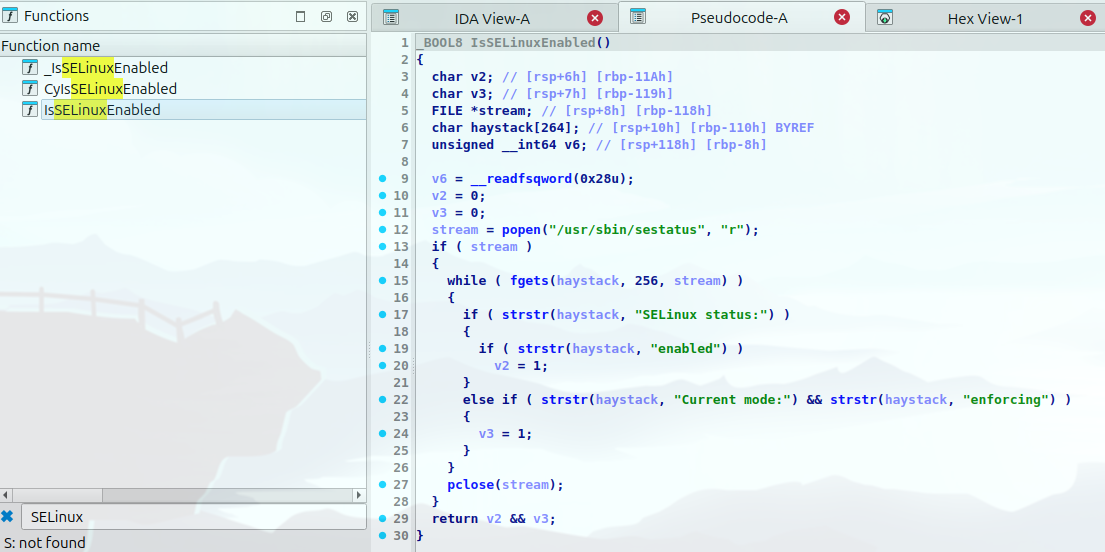 Functions
Function name
_IsSELinuxEnabled
CyIsSELinuxEnabled
IsSELinuxEnabled
SELinux
S: not found
IDA View-A
Pseudocode-A
Hex View-1
1 _BOOL8 IsSELinuxEnabled()
2 {
3 char v2; // [rsp+6h] [rbp-11Ah]
4 char v3; // [rsp+7h] [rbp-119h]
5 FILE *stream; // [rsp+8h] [rbp-118h]
6 char haystack[264]; // [rsp+10h] [rbp-110h] BYREF
7 unsigned __int64 v6; // [rsp+118h] [rbp-8h]
8
9 v6 = __readfsqword(0x28u);
10 v2 = 0;
11 v3 = 0;
12 stream = popen("/usr/sbin/sestatus", "r");
13 if ( stream )
14 {
15 while ( fgets(haystack, 256, stream) )
16 {
17 if ( strstr(haystack, "SELinux status:") )
18 {
19 if ( strstr(haystack, "enabled") )
20 v2 = 1;
21 }
22 else if ( strstr(haystack, "Current mode:") && strstr(haystack, "enforcing") )
23 {
24 v3 = 1;
25 }
26 }
27 pclose(stream);
28 }
29 return v2 && v3;
30 }